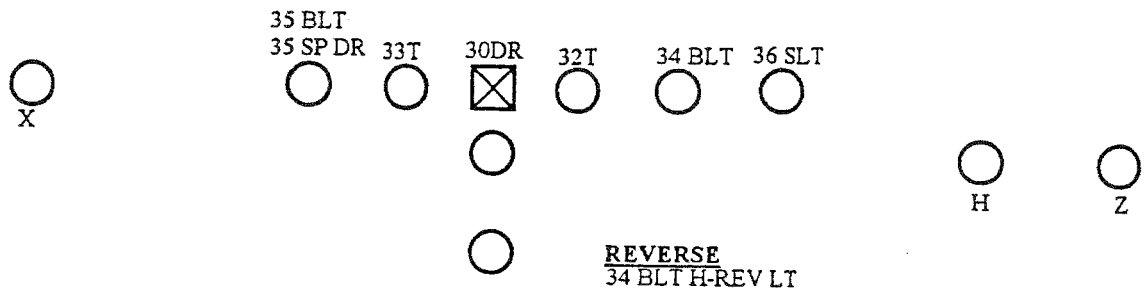 35 BLT
35 SP DR
33T
30DR
32T
34 BLT
36 SLT
X
H
Z
REVERSE
34 BLT H-REV LT